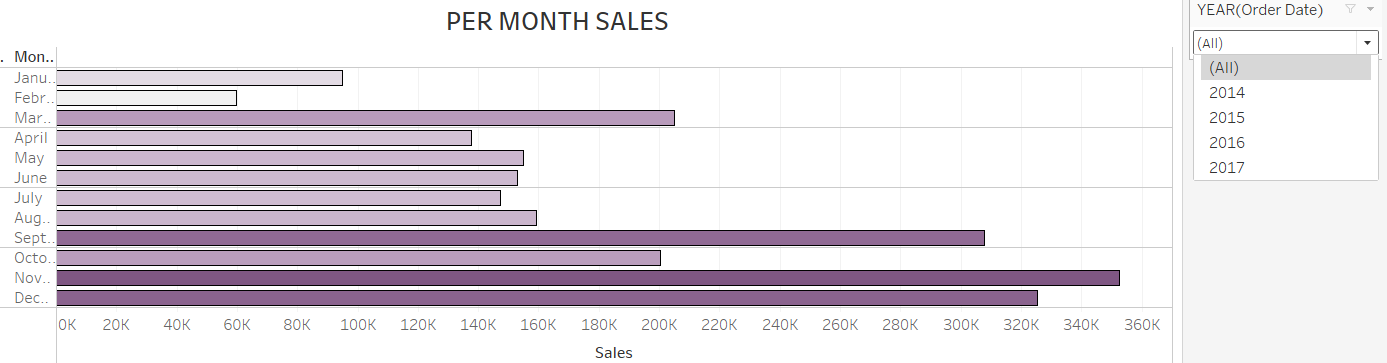 PER MONTH SALES
. Mon..
Janu..
Febr..
Mar..
April
May
June
July
Aug..
Sept..
Octo..
Nov..
Dec..
0K 20K 40K 60K 80K 100K 120K 140K 160K 180K 200K 220K 240K 260K 280K 300K 320K 340K 360K
Sales
YEAR(Order Date)
(All)
(All)
2014
2015
2016
2017